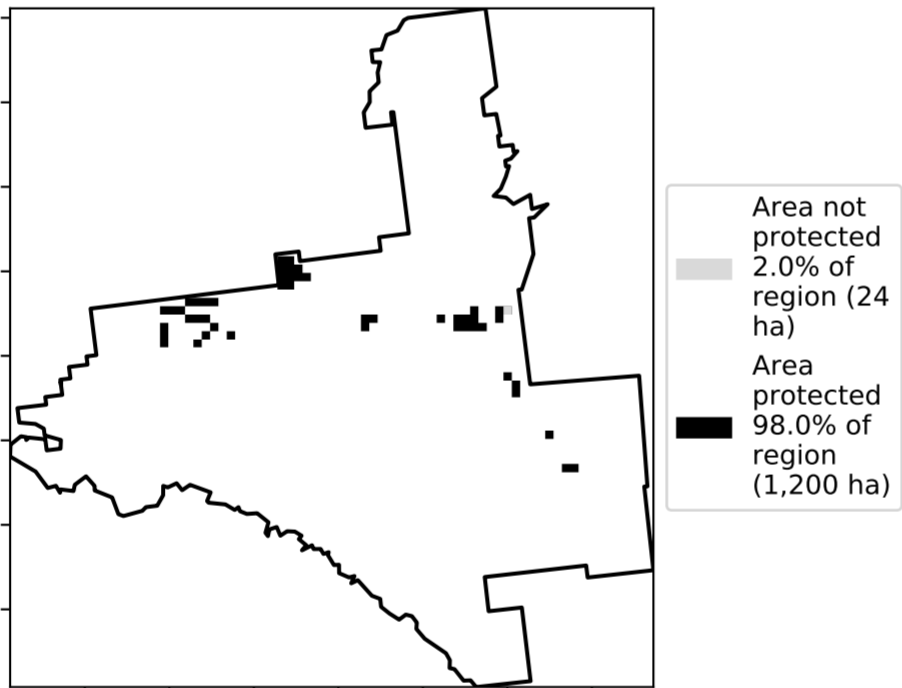 Area not
protected
2.0% of
region (24
ha)
Area
protected
98.0% of
region
(1,200 ha)